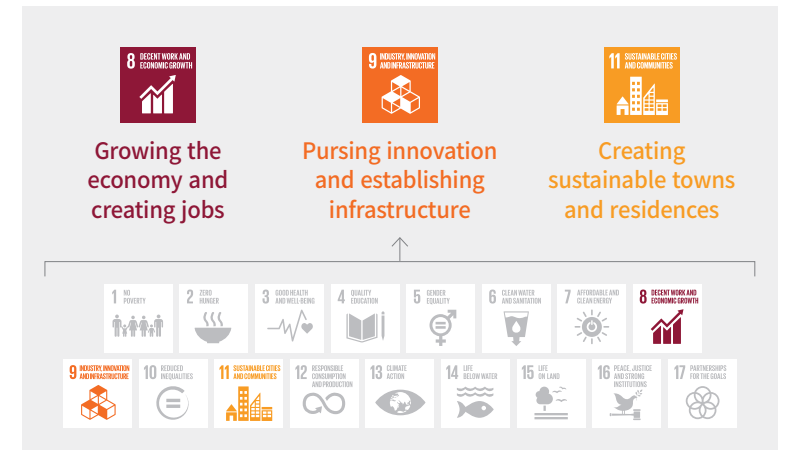 8 DECENT WORK AND
ECONOMIC GROWTH
9 INDUSTRY, INNOVATION
AND INFRASTRUCTURE
11 SUSTAINABLE CITIES
AND COMMUNITIES
Growing the
economy and
creating jobs
Pursing innovation
and establishing
infrastructure
Creating
sustainable towns
and residences
1 NO
POVERTY
2 ZERO
HUNGER
3 GOOD HEALTH
AND WELL-BEING
4 QUALITY
EDUCATION
5 GENDER
EQUALITY
6 CLEAN WATER
AND SANITATION
7 AFFORDABLE AND
CLEAN ENERGY
8 DECENT WORK AND
ECONOMIC GROWTH
9 INDUSTRY, INNOVATION
AND INFRASTRUCTURE
10 REDUCED
INEQUALITIES
11 SUSTAINABLE CITIES
AND COMMUNITIES
12 RESPONSIBLE
CONSUMPTION
AND PRODUCTION
13 CLIMATE
ACTION
14 LIFE
BELOW WATER
15 LIFE
ON LAND
16 PEACE, JUSTICE
AND STRONG
INSTITUTIONS
17 PARTNERSHIPS
FOR THE GOALS